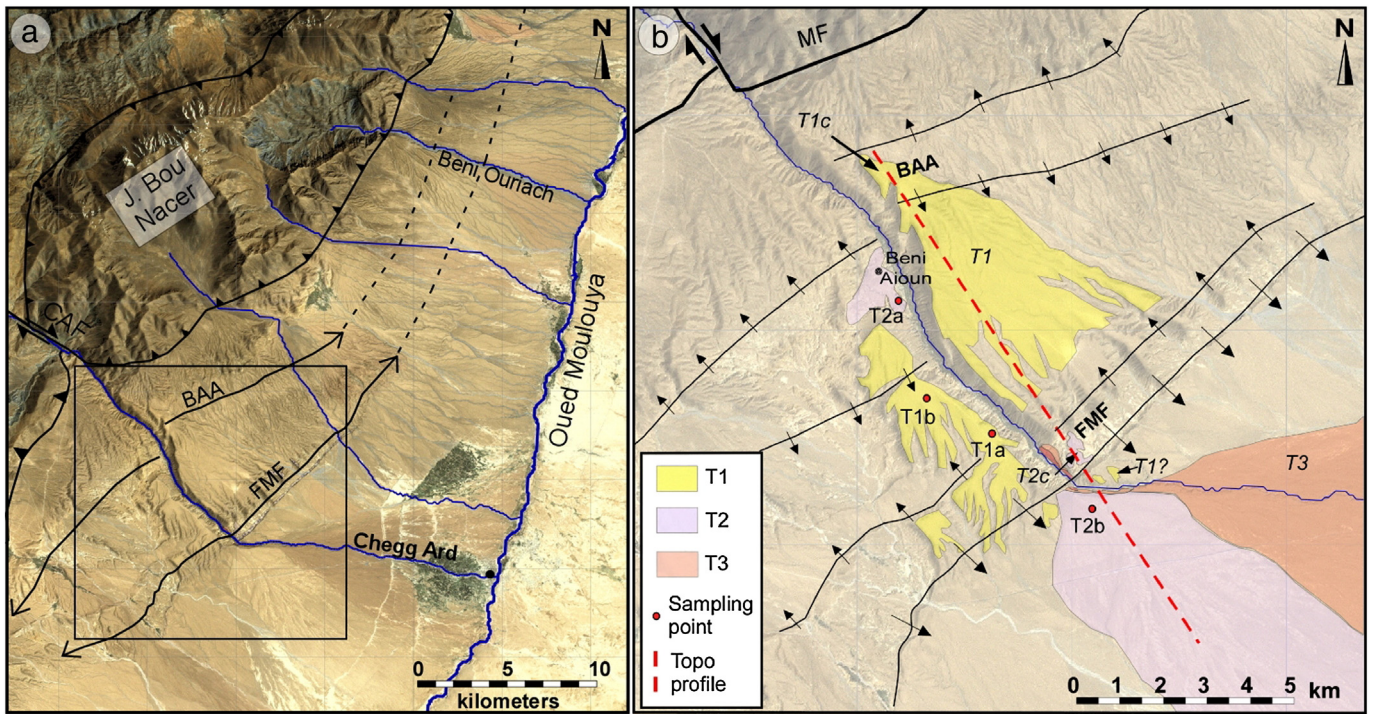 a
N
J. Bou
Nacer
Beni Ouriach
Oued Moulouya
BAA
FMF
Chegg Ard
0 5 10
kilometers
b
N
MF
T1c
BAA
T1
Beni
Aioun
T2a
T1b
T1a
FMF
T2c
T1?
T3
T2b
T1
T2
T3
Sampling
point
Topo
profile
0 1 2 3 4 5 km